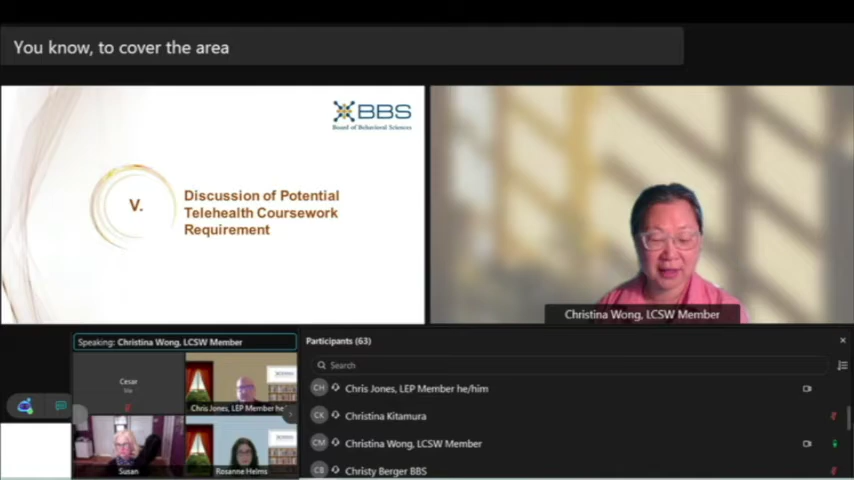 You know, to cover the area
BBS
Board of Behavioral Sciences
V.
Discussion of Potential
Telehealth Coursework
Requirement
Christina Wong, LCSW Member
Speaking: Christina Wong, LCSW Member
Cesar
Chris Jones, LEP Member he/
Susan
Rosanne Helms
Participants (63)
Search
CH Chris Jones, LEP Member he/him
CK Christina Kitamura
CM Christina Wong, LCSW Member
CB Christy Berger BBS